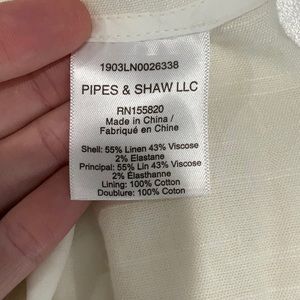 1903LN0026338
PIPES & SHAW LLC
RN155820
Made in China /
Fabriqué en Chine
Shell: 55% Linen 43% Viscose
2% Elastane
Principal: 55% Lin 43% Viscose
2% Élasthanne
Lining: 100% Cotton
Doublure: 100% Coton